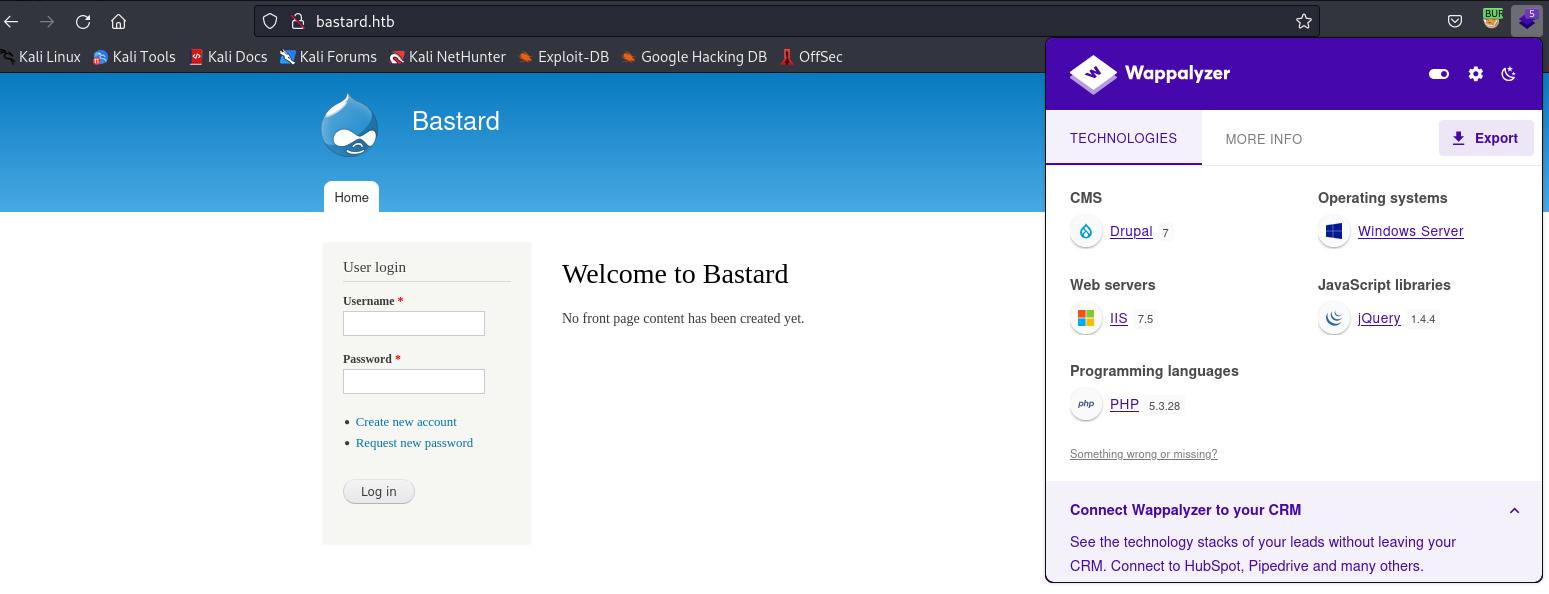 bastard.htb
BUR
5
Kali Linux Kali Tools Kali Docs Kali Forums Kali NetHunter Exploit-DB Google Hacking DB OffSec
Bastard
Home
User login
Username *
Password *
Create new account
Request new password
Log in
Welcome to Bastard
No front page content has been created yet.
Wappalyzer
TECHNOLOGIES
MORE INFO
Export
CMS
Drupal 7
Operating systems
Windows Server
Web servers
IIS 7.5
JavaScript libraries
jQuery 1.4.4
Programming languages
php PHP 5.3.28
Something wrong or missing?
Connect Wappalyzer to your CRM
See the technology stacks of your leads without leaving your
CRM. Connect to HubSpot, Pipedrive and many others.